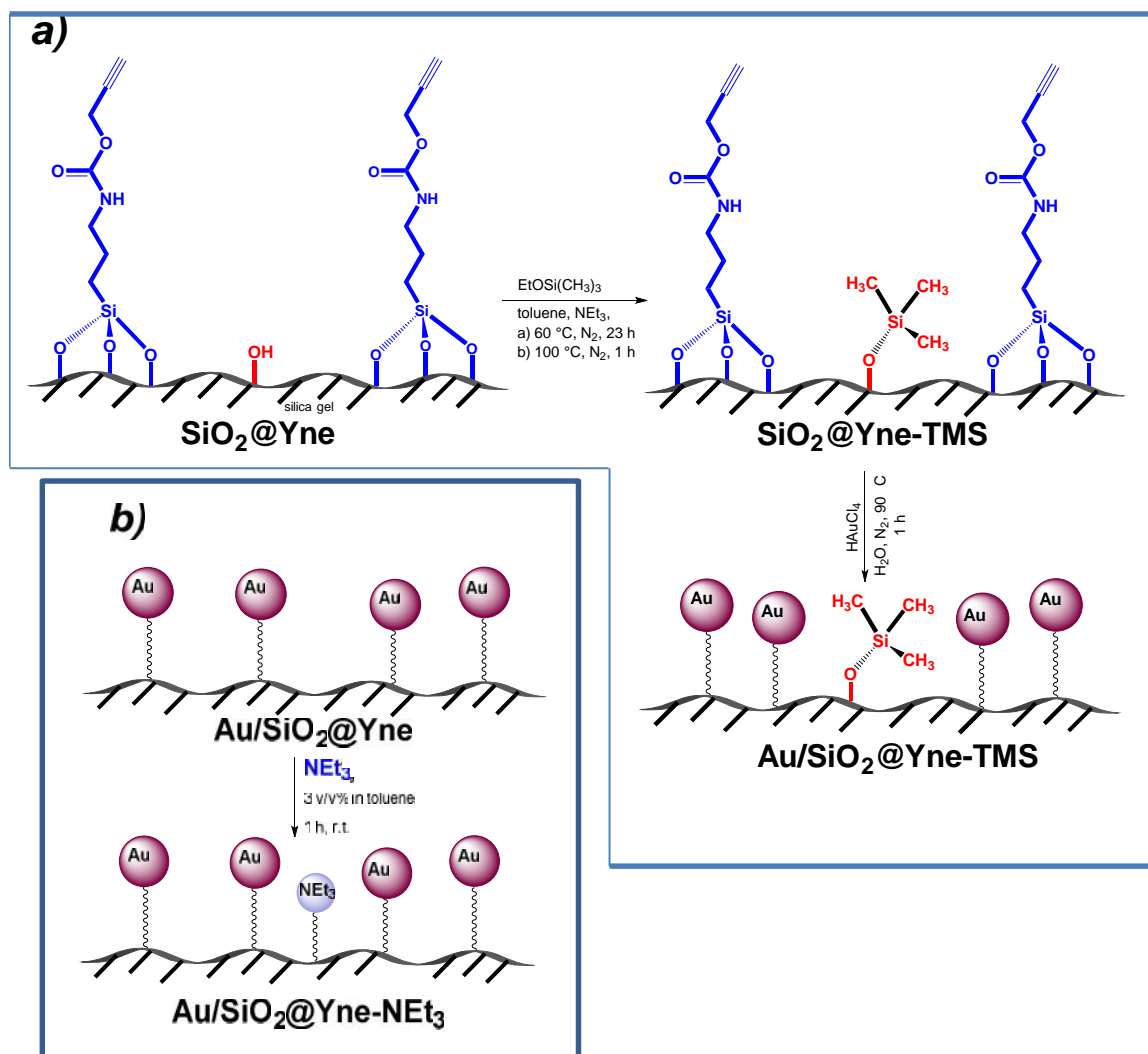 a)
O
O
NH
Si
O
O
O
OH
O
O
NH
Si
O
O
O
silica gel
SiO2@Yne
EtOSi(CH3)3
toluene, NEt3,
a) 60 °C, N2, 23 h
b) 100 °C, N2, 1 h
O
O
NH
Si
O
O
O
H3C
CH3
Si
CH3
O
O
O
NH
Si
O
O
O
SiO2@Yne-TMS
HAuCl4
H2O, N2, 90 C
1 h
Au
Au
H3C
CH3
Si
CH3
O
Au
Au
Au/SiO2@Yne-TMS
b)
Au
Au
Au
Au
Au/SiO2@Yne
NEt3,
3 v/v% in toluene
1 h, r.t.
Au
Au
NEt3
Au
Au
Au/SiO2@Yne-NEt3